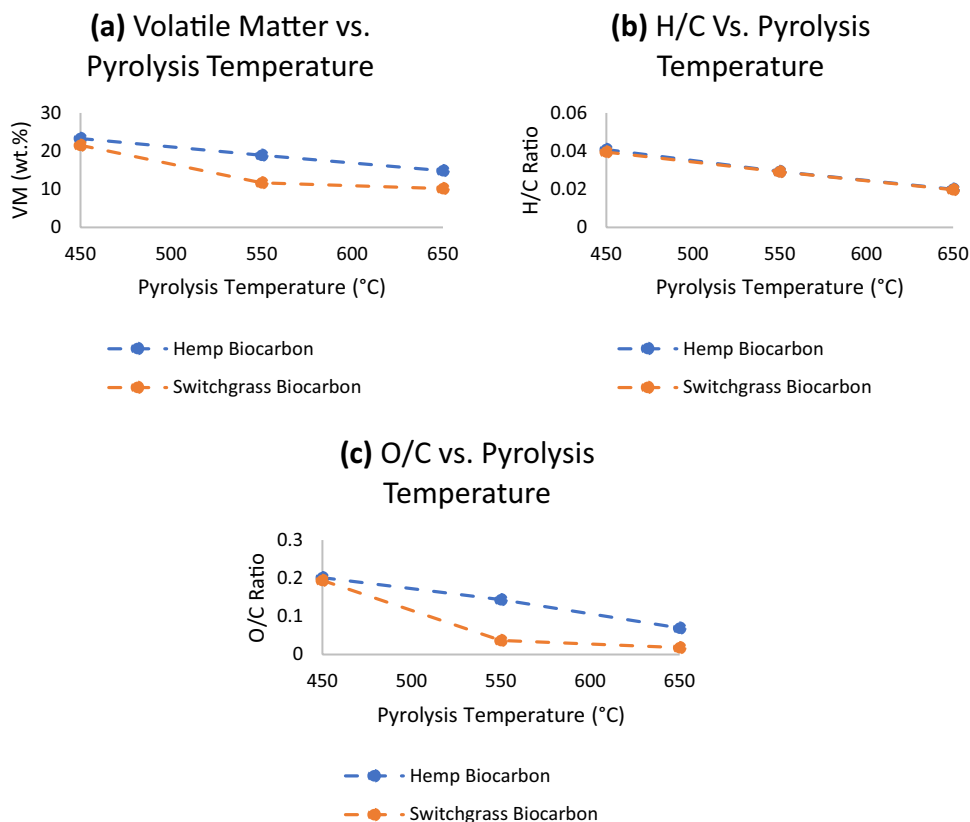 (a) Volatile Matter vs.
Pyrolysis Temperature
30
20
10
0
VM (wt.%)
450 500 550 600 650
Pyrolysis Temperature (°C)
Hemp Biocarbon
Switchgrass Biocarbon
(b) H/C Vs. Pyrolysis
Temperature
0.06
0.04
0.02
0
H/C Ratio
450 500 550 600 650
Pyrolysis Temperature (°C)
Hemp Biocarbon
Switchgrass Biocarbon
(c) O/C vs. Pyrolysis
Temperature
0.3
0.2
0.1
0
O/C Ratio
450 500 550 600 650
Pyrolysis Temperature (°C)
Hemp Biocarbon
Switchgrass Biocarbon